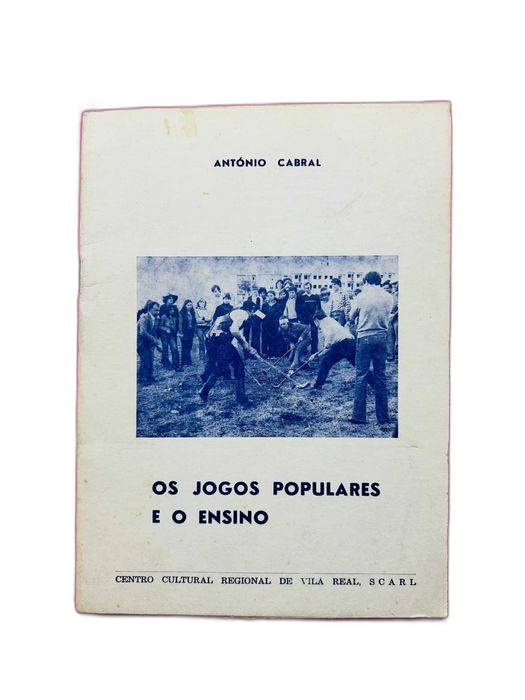 ANTÓNIO CABRAL
OS JOGOS POPULARES
E O ENSINO
CENTRO CULTURAL REGIONAL DE VILA REAL, SCARL